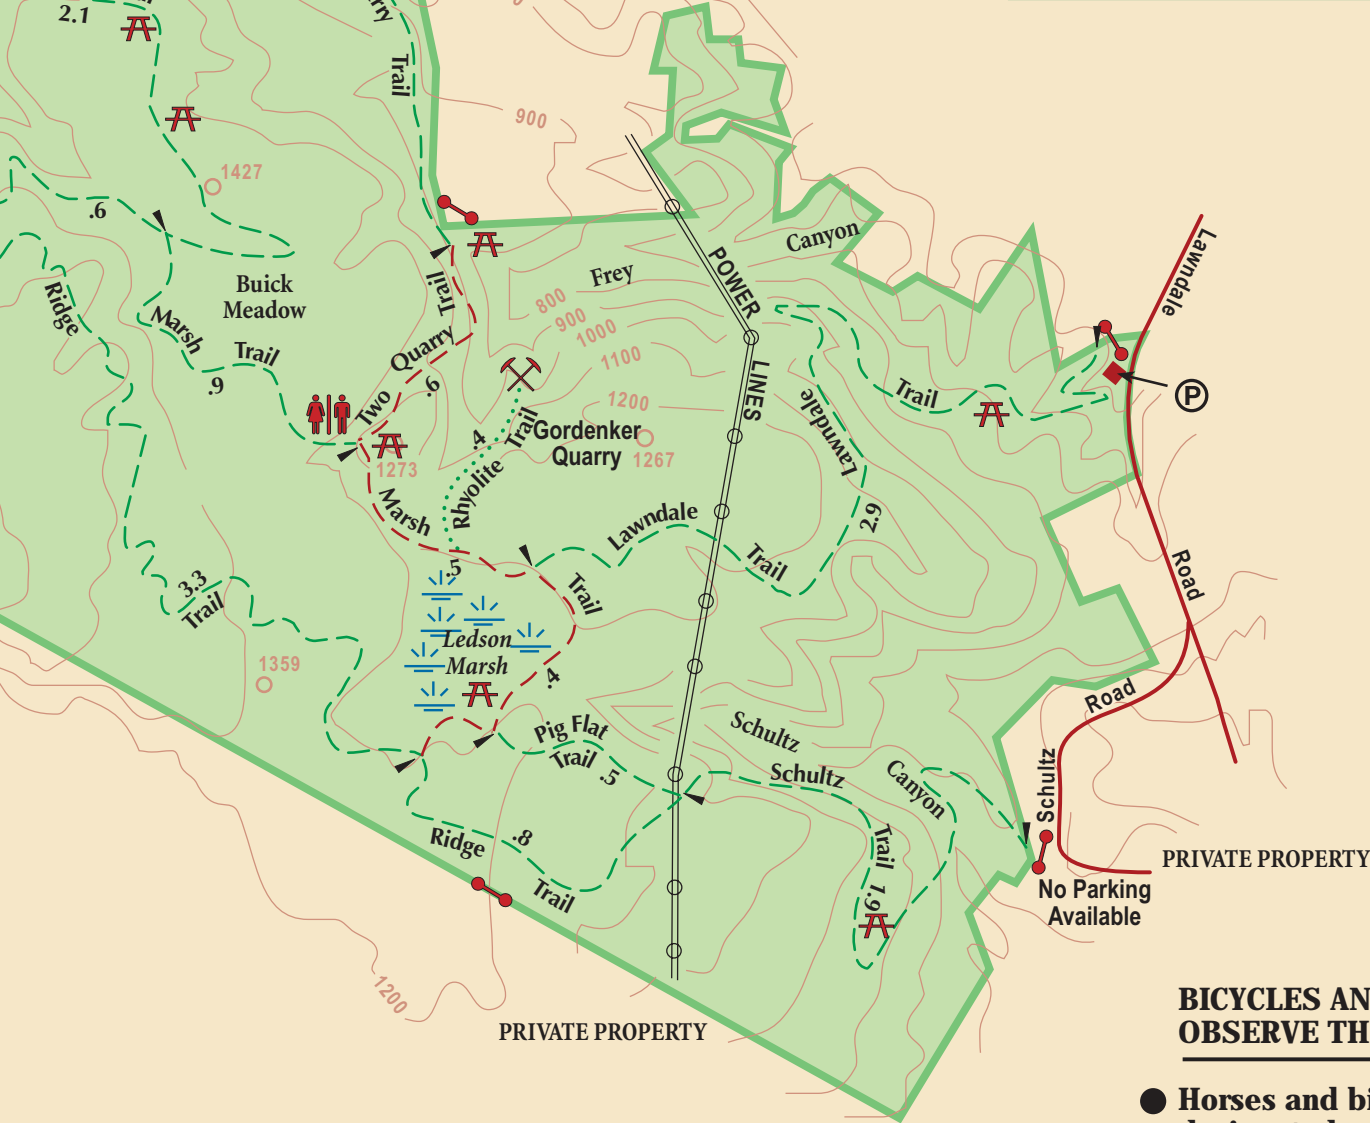 2.1
Trail
900
1427
.6
Canyon
Lawndale
POWER
LINES
Frey
Buick
Meadow
Ridge
Trail
800
900
1000
1100
1200
Marsh
Trail
.9
Quarry
Two
.6
P
Trail
Lawndale
.4
Trail
Rhyolite
Gordenker
Quarry
1267
1273
Marsh
Lawndale
Trail
2.9
.5
Trail
Road
3.3
Trail
Ledson
Marsh
.4
1359
Road
Schultz
Pig Flat
Trail .5
Schultz
Schultz
Canyon
Trail 1.9
Ridge
.8
Trail
PRIVATE PROPERTY
No Parking
Available
1200
PRIVATE PROPERTY
BICYCLES AN
OBSERVE TH
Horses and bi